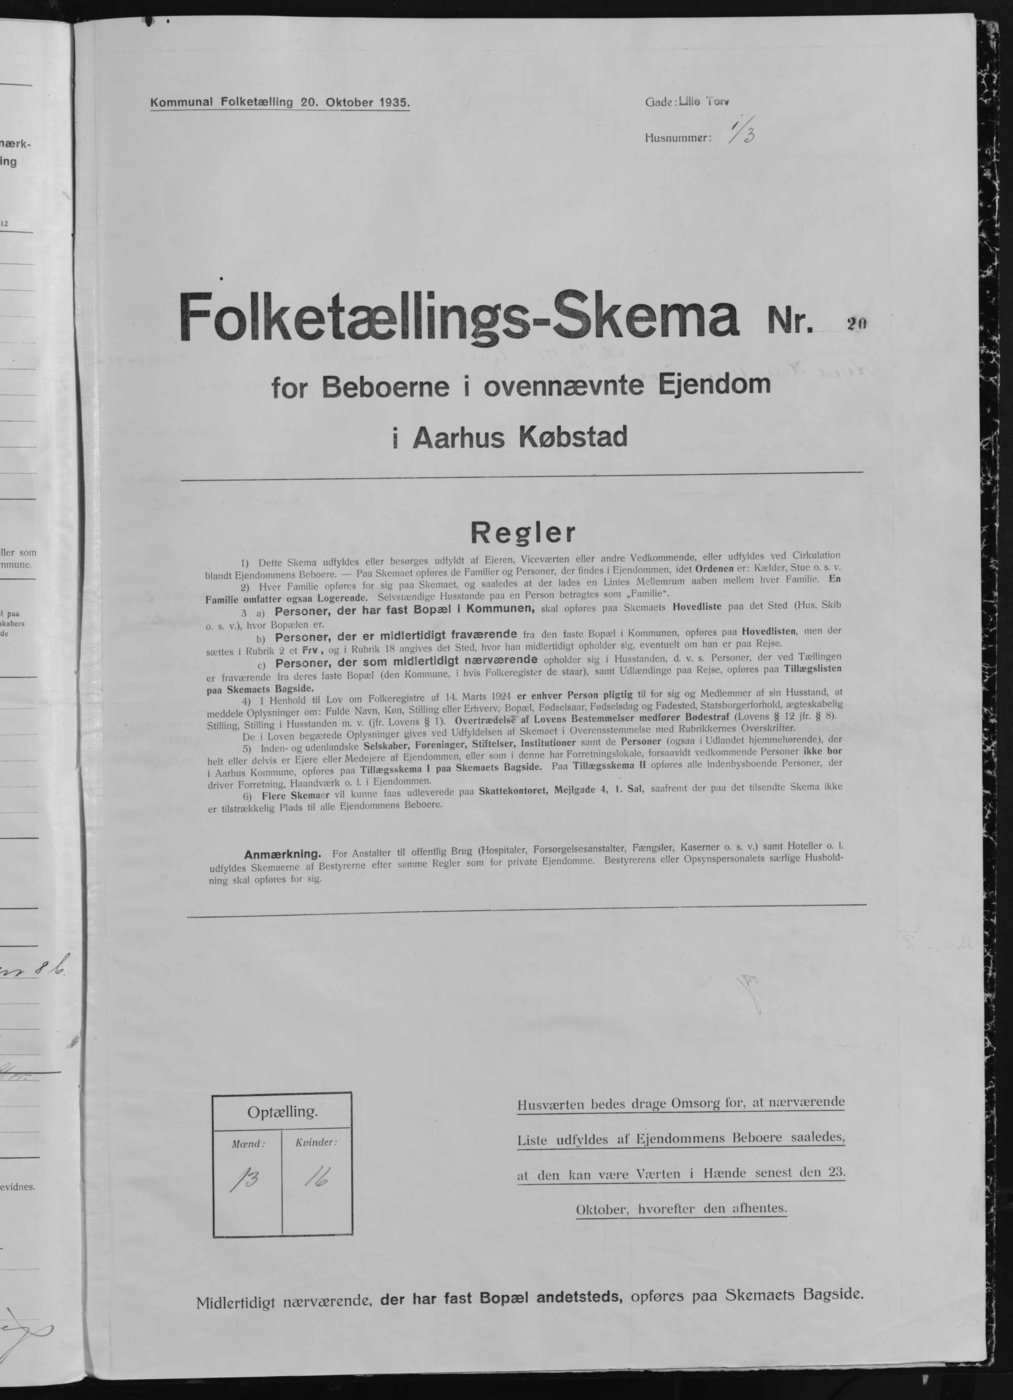 Kommunal Folketælling 20. Oktober 1935.
Gade: Lille Torv
Husnummer: 1/3
Folketællings-Skema Nr. 20
for Beboerne i ovennævnte Ejendom
i Aarhus Købstad
Regler
1) Dette Skema udfyldes eller besørges udfyldt af Ejeren, Viceværten eller andre Vedkommende, eller udfyldes ved Cirkulation
blandt Ejendommens Beboere. — Paa Skemaet opføres de Familier og Personer, der findes i Ejendommen, idet Ordenen er: Kælder, Stue o. s. v.
2) Hver Familie opføres for sig paa Skemaet, og saaledes at der lades en Linies Mellemrum aaben mellem hver Familie. En
Familie omfatter ogsaa Logerende. Selvstændige Husstande paa en Person betragtes som „Familie“.
3 a) Personer, der har fast Bopæl i Kommunen, skal opføres paa Skemaets Hovedliste paa det Sted (Hus, Skib
o. s. v.), hvor Bopælen er.
b) Personer, der er midlertidigt fraværende fra den faste Bopæl i Kommunen, opføres paa Hovedlisten, men der
sættes i Rubrik 2 et Frv., og i Rubrik 18 angives det Sted, hvor han midlertidigt opholder sig, eventuelt om han er paa Rejse.
c) Personer, der som midlertidigt nærværende opholder sig i Husstanden, d. v. s. Personer, der ved Tællingen
er fraværende fra deres faste Bopæl (den Kommune, i hvis Folkeregister de staar), samt Udlændinge paa Rejse, opføres paa Tillægslisten
paa Skemaets Bagside.
4) I Henhold til Lov om Folkeregistre af 14. Marts 1924 er enhver Person pligtig til for sig og Medlemmer af sin Husstand, at
meddele Oplysninger om: Fulde Navn, Køn, Stilling eller Erhverv, Bopæl, Fødselsaar, Fødselsdag og Fødested, Statsborgerforhold, ægteskabelig
Stilling, Stilling i Husstanden m. v. (jfr. Lovens § 1). Overtrædelse af Lovens Bestemmelser medfører Bødestraf (Lovens § 12 jfr. § 8).
De i Loven begærede Oplysninger gives ved Udfyldelsen af Skemaet i Overensstemmelse med Rubrikkernes Overskrifter.
5) Inden- og udenlandske Selskaber, Foreninger, Stiftelser, Institutioner samt de Personer (ogsaa i Udlandet hjemmehørende), der
helt eller delvis er Ejere eller Medejere af Ejendommen, eller som i denne har Forretningslokale, forsaavidt vedkommende Personer ikke bor
i Aarhus Kommune, opføres paa Tillægsskema I paa Skemaets Bagside. Paa Tillægsskema II opføres alle indenbysboende Personer, der
driver Forretning, Haandværk o. l. i Ejendommen.
6) Flere Skemaer vil kunne faas udleverede paa Skattekontoret, Mejlgade 4, 1. Sal, saafremt der paa det tilsendte Skema ikke
er tilstrækkelig Plads til alle Ejendommens Beboere.
Anmærkning. For Anstalter til offentlig Brug (Hospitaler, Forsørgelsesanstalter, Fængsler, Kaserner o. s. v.) samt Hoteller o. l.
udfyldes Skemaerne af Bestyrerne efter samme Regler som for private Ejendomme. Bestyrerens eller Opsynspersonalets særlige Hushold-
ning skal opføres for sig.
Optælling.
Mænd: Kvinder:
13 16
Husværten bedes drage Omsorg for, at nærværende
Liste udfyldes af Ejendommens Beboere saaledes,
at den kan være Værten i Hænde senest den 23.
Oktober, hvorefter den afhentes.
Midlertidigt nærværende, der har fast Bopæl andetsteds, opføres paa Skemaets Bagside.